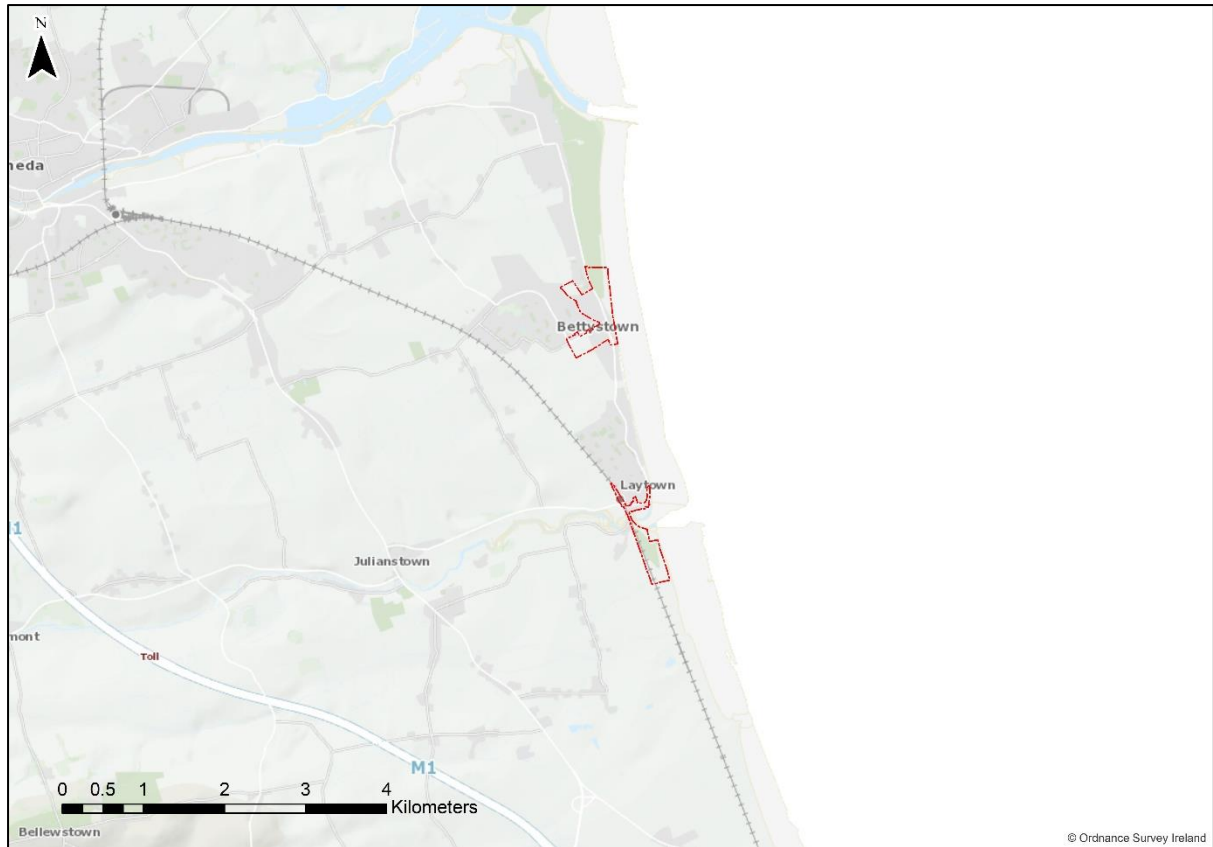 N
heda
Bettystown
Laytown
Julianstown
mont
Toll
M1
M1
0 0.5 1 2 3 4
Kilometers
Bellewstown
© Ordnance Survey Ireland